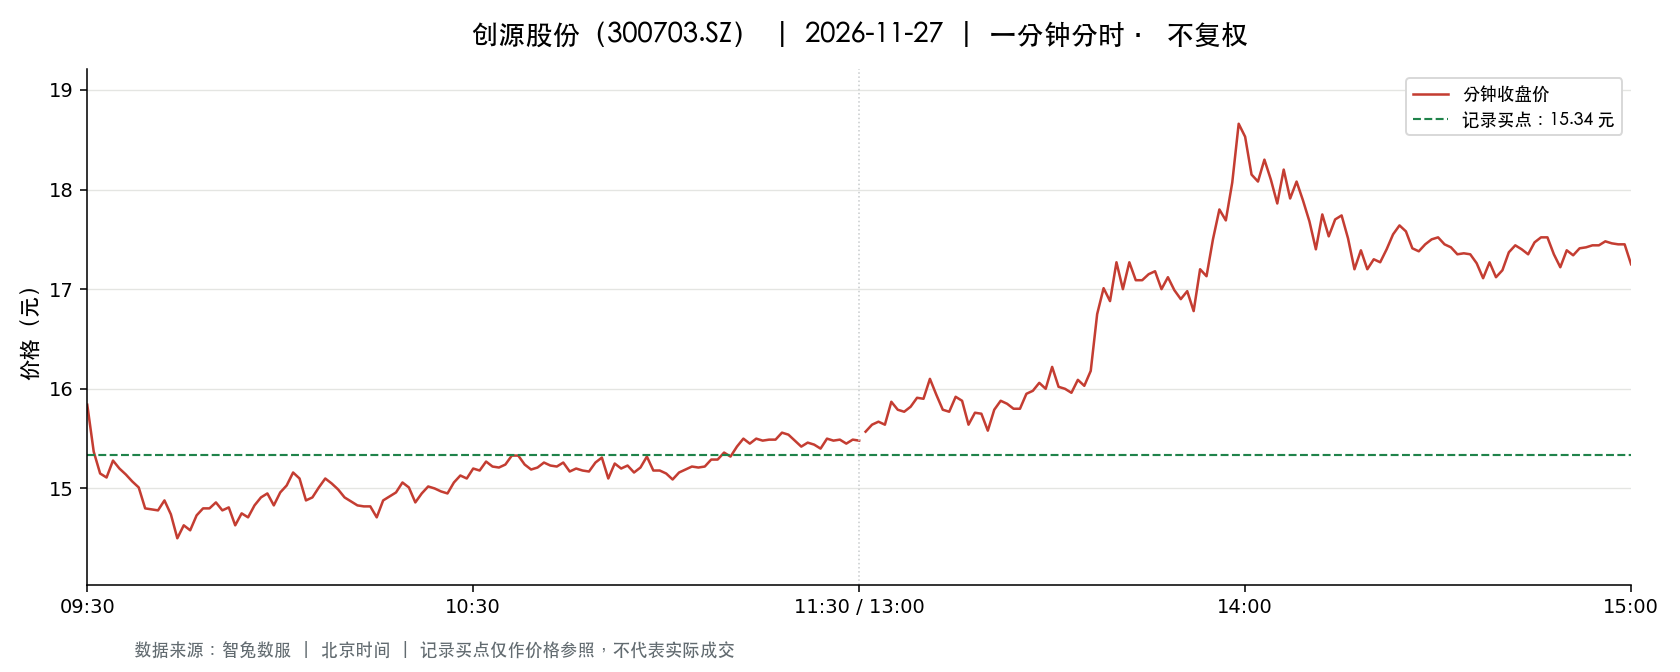 创源股份（300703.SZ） | 2026-11-27 | 一分钟分时 · 不复权
分钟收盘价
记录买点：15.34 元
价格（元）
19
18
17
16
15
09:30
10:30
11:30 / 13:00
14:00
15:00
数据来源：智兔数服 | 北京时间 | 记录买点仅作价格参照，不代表实际成交